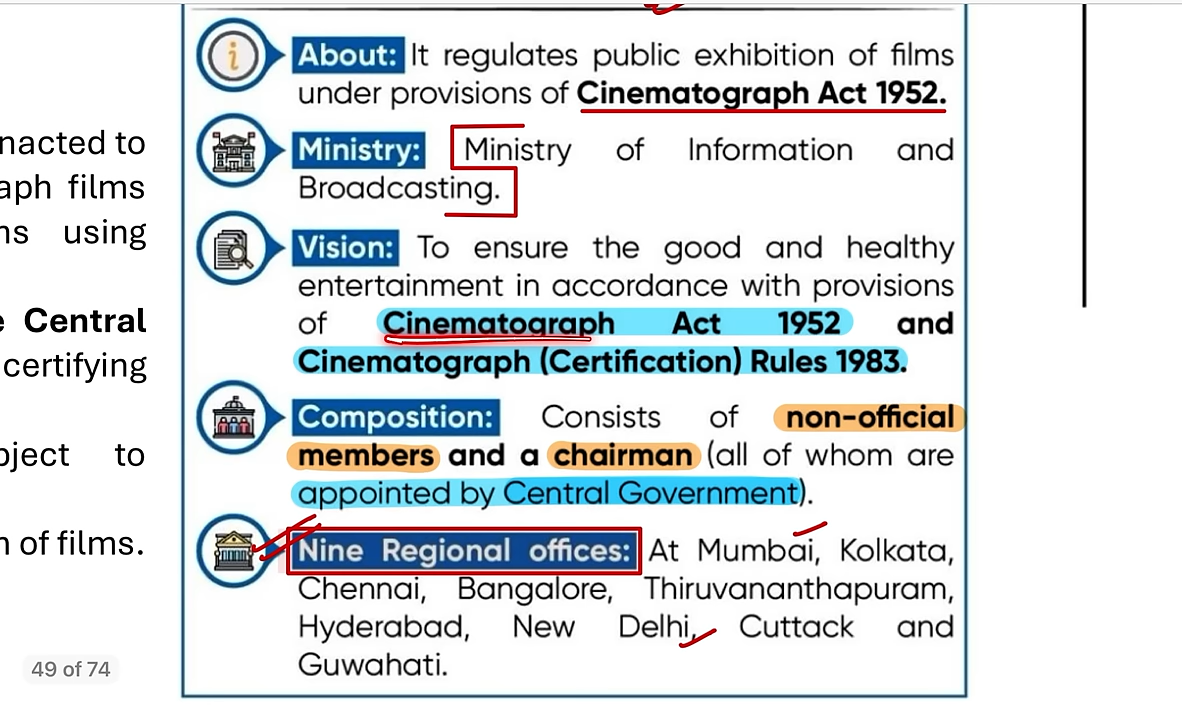 nacted to
aph films
ns using
e Central
certifying
oject to
n of films.
About: It regulates public exhibition of films
under provisions of Cinematograph Act 1952.
Ministry: Ministry of Information and
Broadcasting.
Vision: To ensure the good and healthy
entertainment in accordance with provisions
of Cinematograph Act 1952 and
Cinematograph (Certification) Rules 1983.
Composition: Consists of non-official
members and a chairman (all of whom are
appointed by Central Government).
Nine Regional offices: At Mumbai, Kolkata,
Chennai, Bangalore, Thiruvananthapuram,
Hyderabad, New Delhi, Cuttack and
Guwahati.
49 of 74